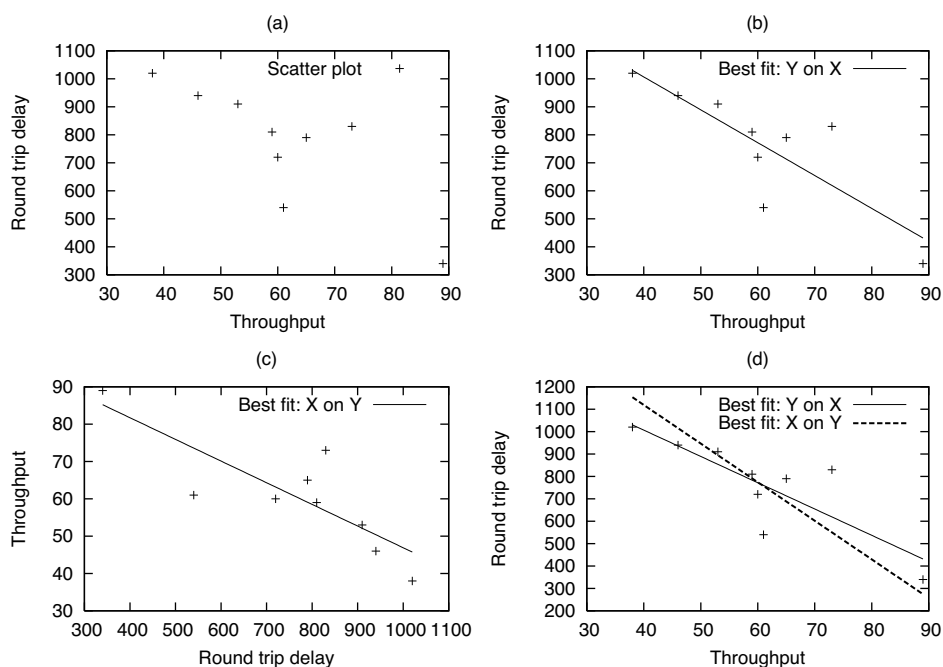 (a)
1100
1000
900
800
700
600
500
400
300
Round trip delay
Scatter plot
30 40 50 60 70 80 90
Throughput
(b)
1100
1000
900
800
700
600
500
400
300
Round trip delay
Best fit: Y on X
30 40 50 60 70 80 90
Throughput
(c)
90
80
70
60
50
40
30
Throughput
Best fit: X on Y
300 400 500 600 700 800 900 1000 1100
Round trip delay
(d)
1200
1100
1000
900
800
700
600
500
400
300
200
Round trip delay
Best fit: Y on X
Best fit: X on Y
30 40 50 60 70 80 90
Throughput